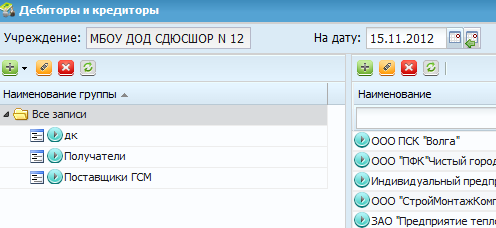 Дебиторы и кредиторы
Учреждение: МБОУ ДОД СДЮСШОР N 12 На дату: 15.11.2012
Наименование группы
Все записи
дк
Получатели
Поставщики ГСМ
Наименование
ООО ПСК "Волга"
ООО "ПФК"Чистый город
Индивидуальный предпр
ООО "СтройМонтажКомп
ЗАО "Предприятие тепло